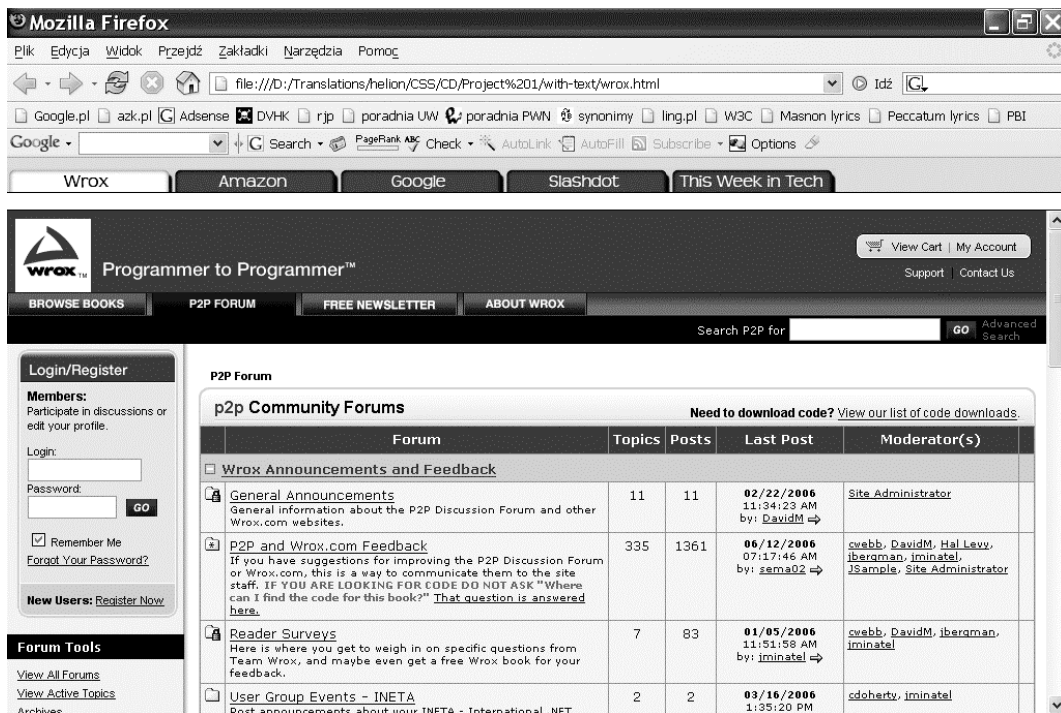 Mozilla Firefox
Plik Edycja Widok Przejdź Zakładki Narzędzia Pomoc
file:///D:/Translations/helion/CSS/CD/Project%201/with-text/wrox.html Idź G
Google.pl azk.pl G Adsense DVHK rjp poradnia UW poradnia PWN synonimy ling.pl W3C Masnon lyrics Peccatum lyrics PBI
Google G Search PageRank ABC Check AutoLink AutoFill Subscribe Options
Wrox Amazon Google Slashdot This Week in Tech
wrox TM Programmer to Programmer™
View Cart | My Account
Support | Contact Us
BROWSE BOOKS P2P FORUM FREE NEWSLETTER ABOUT WROX
Search P2P for GO Advanced Search
Login/Register
Members:
Participate in discussions or
edit your profile.
Login:
Password:
GO
Remember Me
Forgot Your Password?
New Users: Register Now
Forum Tools
View All Forums
View Active Topics
Archives
P2P Forum
p2p Community Forums
Need to download code? View our list of code downloads.
Forum Topics Posts Last Post Moderator(s)
Wrox Announcements and Feedback
General Announcements
General information about the P2P Discussion Forum and other
Wrox.com websites.
11 11
02/22/2006
11:34:23 AM
by: DavidM
Site Administrator
P2P and Wrox.com Feedback
If you have suggestions for improving the P2P Discussion Forum
or Wrox.com, this is a way to communicate them to the site
staff. IF YOU ARE LOOKING FOR CODE DO NOT ASK "Where
can I find the code for this book?" That question is answered
here.
335 1361
06/12/2006
07:17:46 AM
by: sema02
cwebb, DavidM, Hal Levy,
jbergman, jminatel,
JSample, Site Administrator
Reader Surveys
Here is where you get to weigh in on specific questions from
Team Wrox, and maybe even get a free Wrox book for your
feedback.
7 83
01/05/2006
11:51:58 AM
by: jminatel
cwebb, DavidM, jbergman,
jminatel
User Group Events - INETA
Post announcements about your INETA - International .NET
2 2
03/16/2006
1:35:20 PM
cdoherty, jminatel